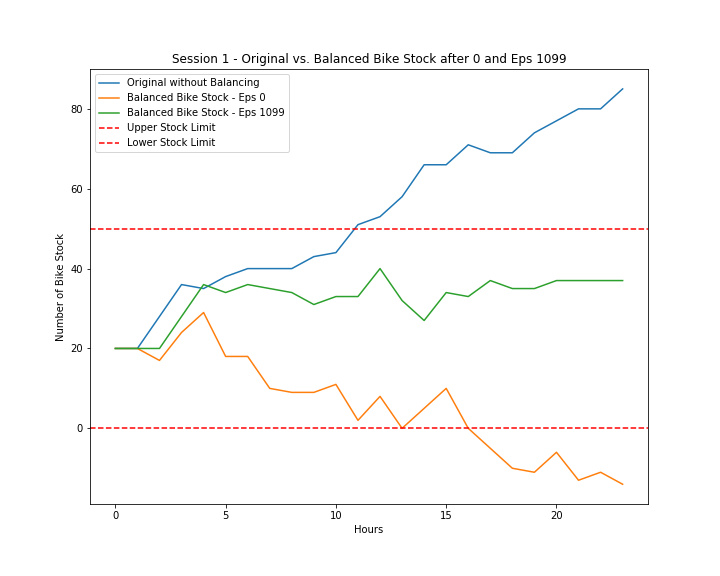 Session 1 - Original vs. Balanced Bike Stock after 0 and Eps 1099
Original without Balancing
Balanced Bike Stock - Eps 0
Balanced Bike Stock - Eps 1099
Upper Stock Limit
Lower Stock Limit
Number of Bike Stock
80
60
40
20
0
0 5 10 15 20
Hours